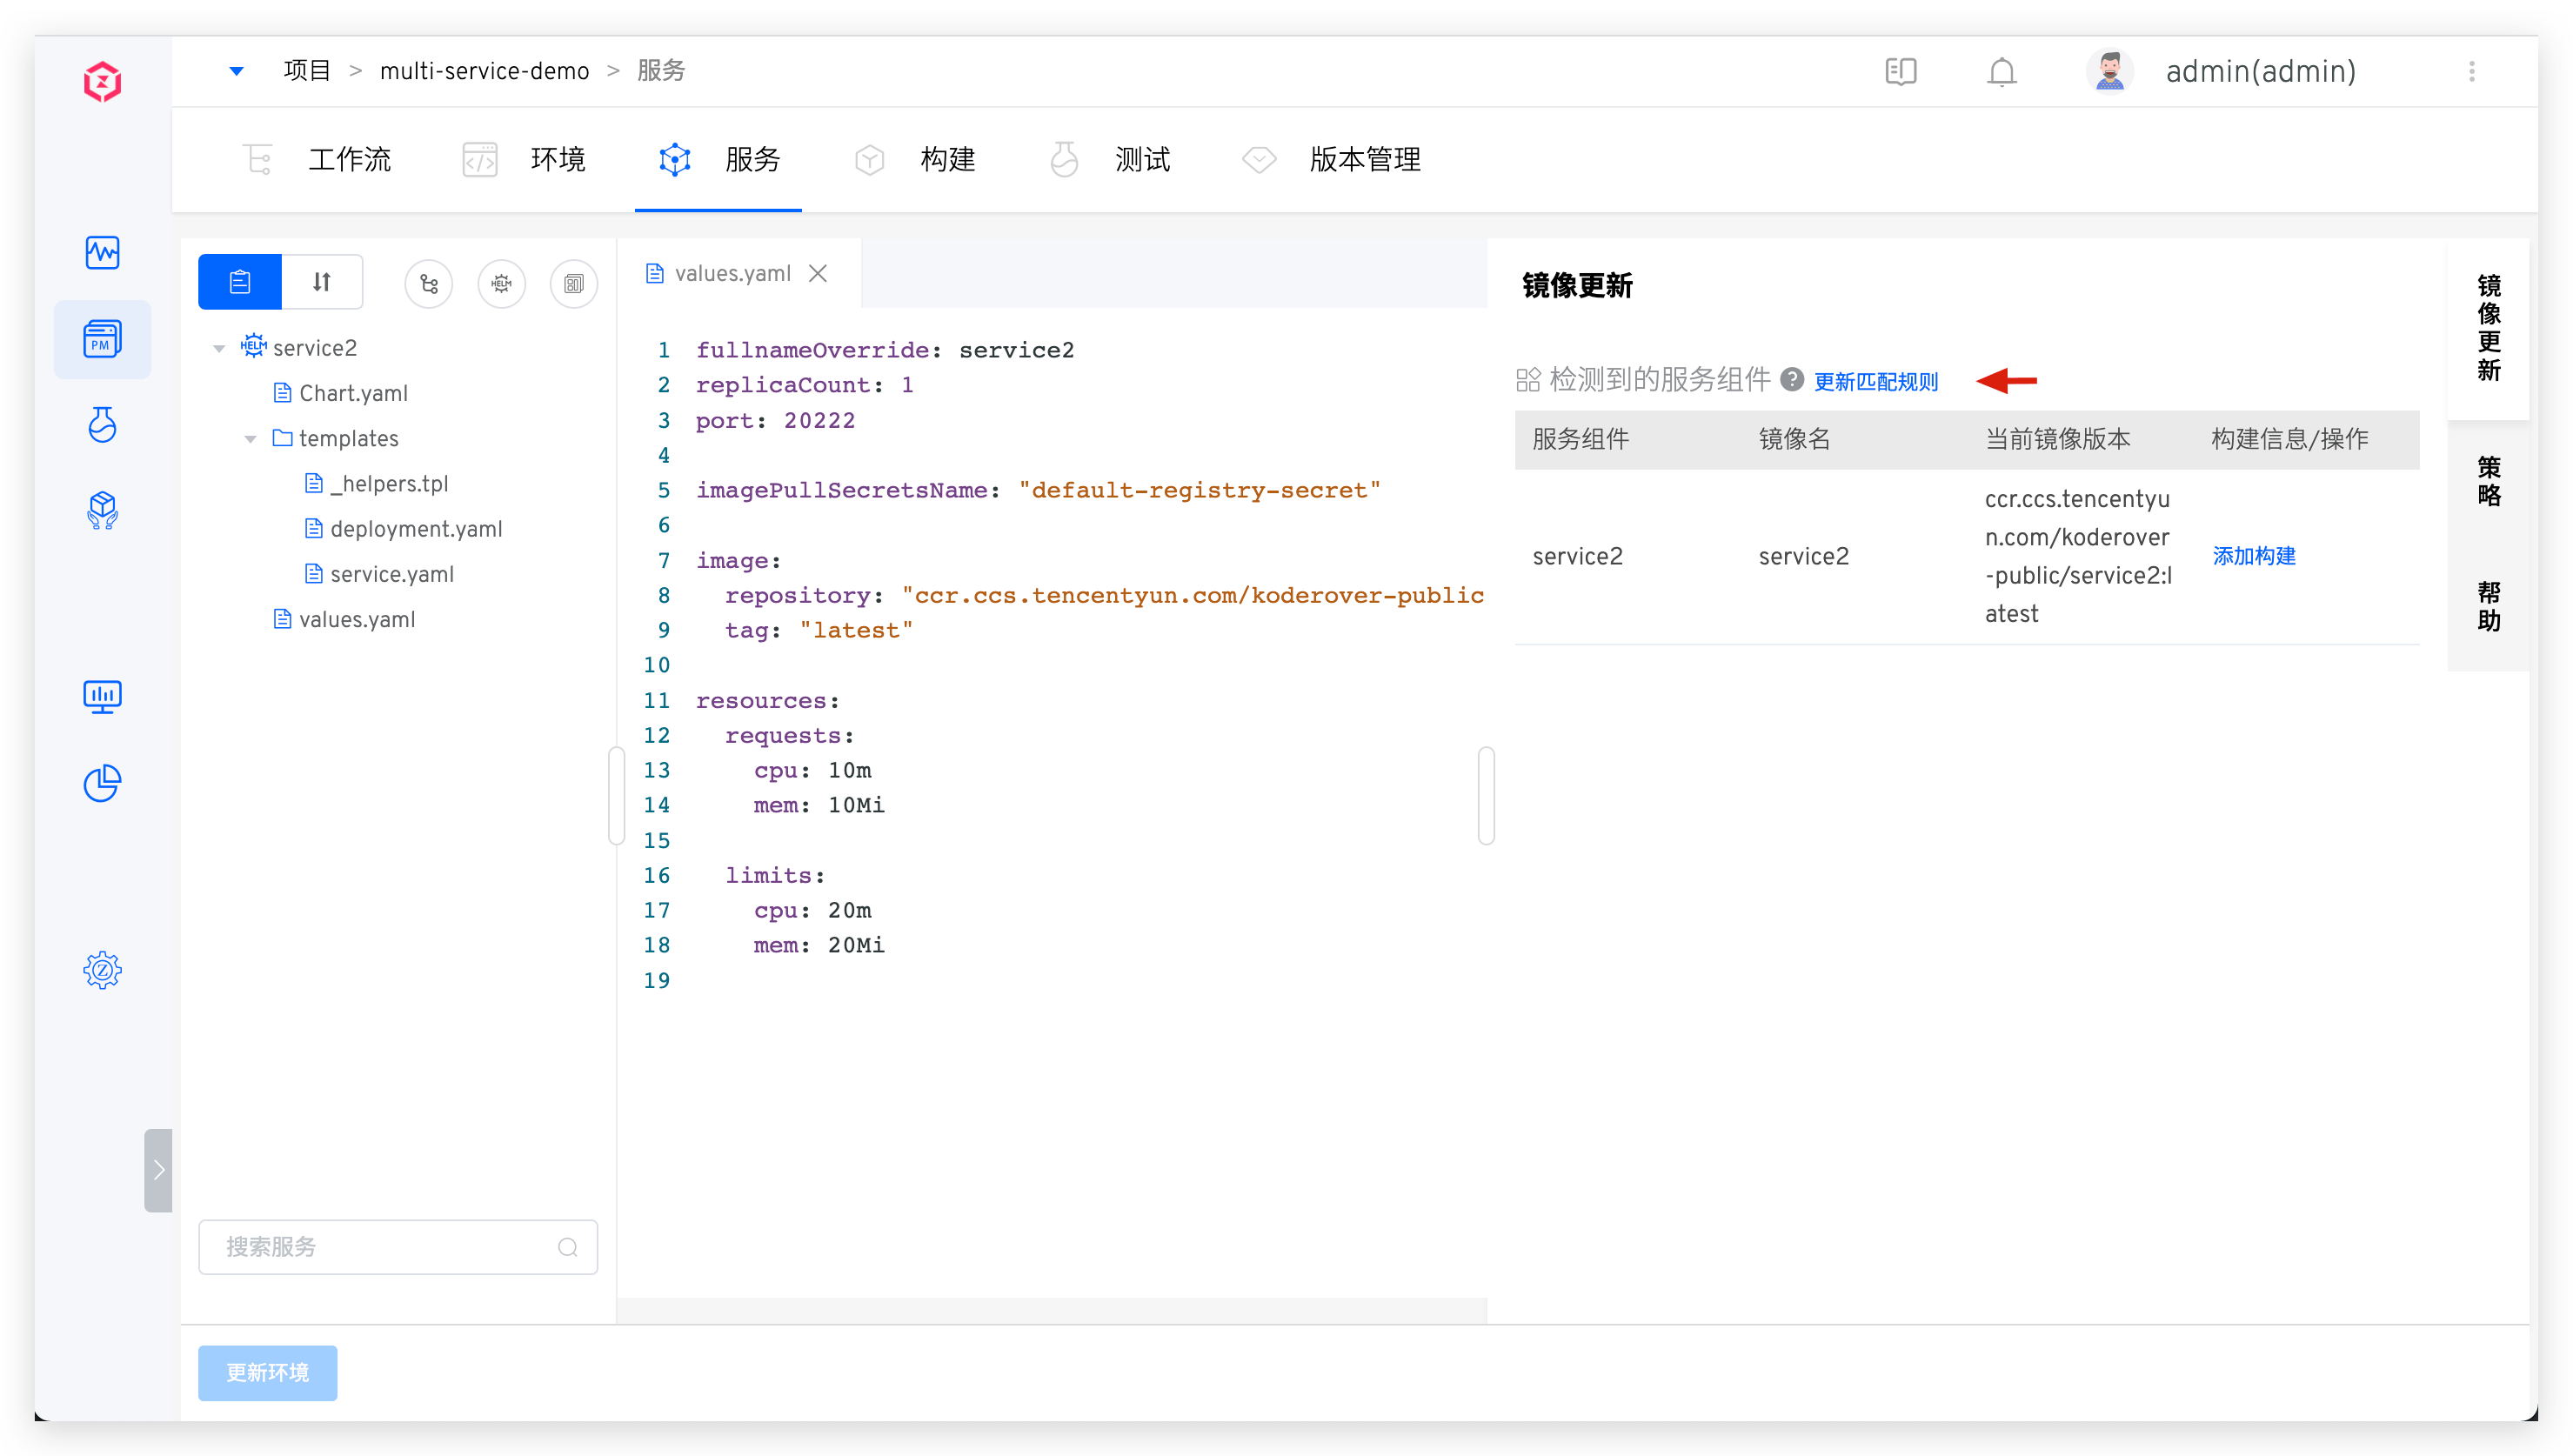 项目 > multi-service-demo > 服务
admin(admin)
工作流
环境
服务
构建
测试
版本管理
PM
HELM
HELM
service2
Chart.yaml
templates
_helpers.tpl
deployment.yaml
service.yaml
values.yaml
搜索服务
values.yaml
1 fullnameOverride: service2
2 replicaCount: 1
3 port: 20222
4
5 imagePullSecretsName: "default-registry-secret"
6
7 image:
8 repository: "ccr.ccs.tencentyun.com/koderover-public
9 tag: "latest"
10
11 resources:
12 requests:
13 cpu: 10m
14 mem: 10Mi
15
16 limits:
17 cpu: 20m
18 mem: 20Mi
19
镜像更新
检测到的服务组件 ? 更新匹配规则
服务组件 镜像名 当前镜像版本 构建信息/操作
service2 service2
ccr.ccs.tencentyu
n.com/koderover
-public/service2:l
atest
添加构建
镜像更新
策略
帮助
更新环境